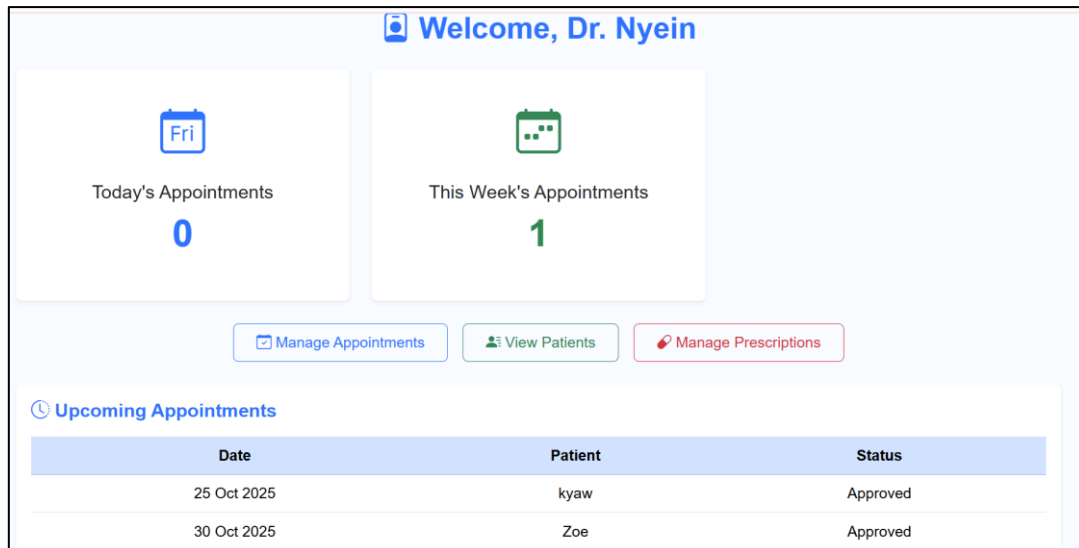 Welcome, Dr. Nyein
Fri
Today's Appointments
0
This Week's Appointments
1
Manage Appointments
View Patients
Manage Prescriptions
Upcoming Appointments
Date Patient Status
25 Oct 2025 kyaw Approved
30 Oct 2025 Zoe Approved